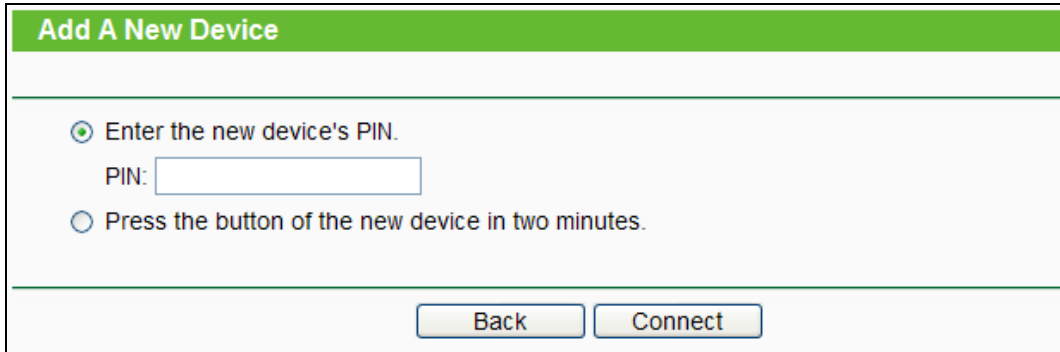 Add A New Device
Enter the new device's PIN.
PIN:
Press the button of the new device in two minutes.
Back Connect